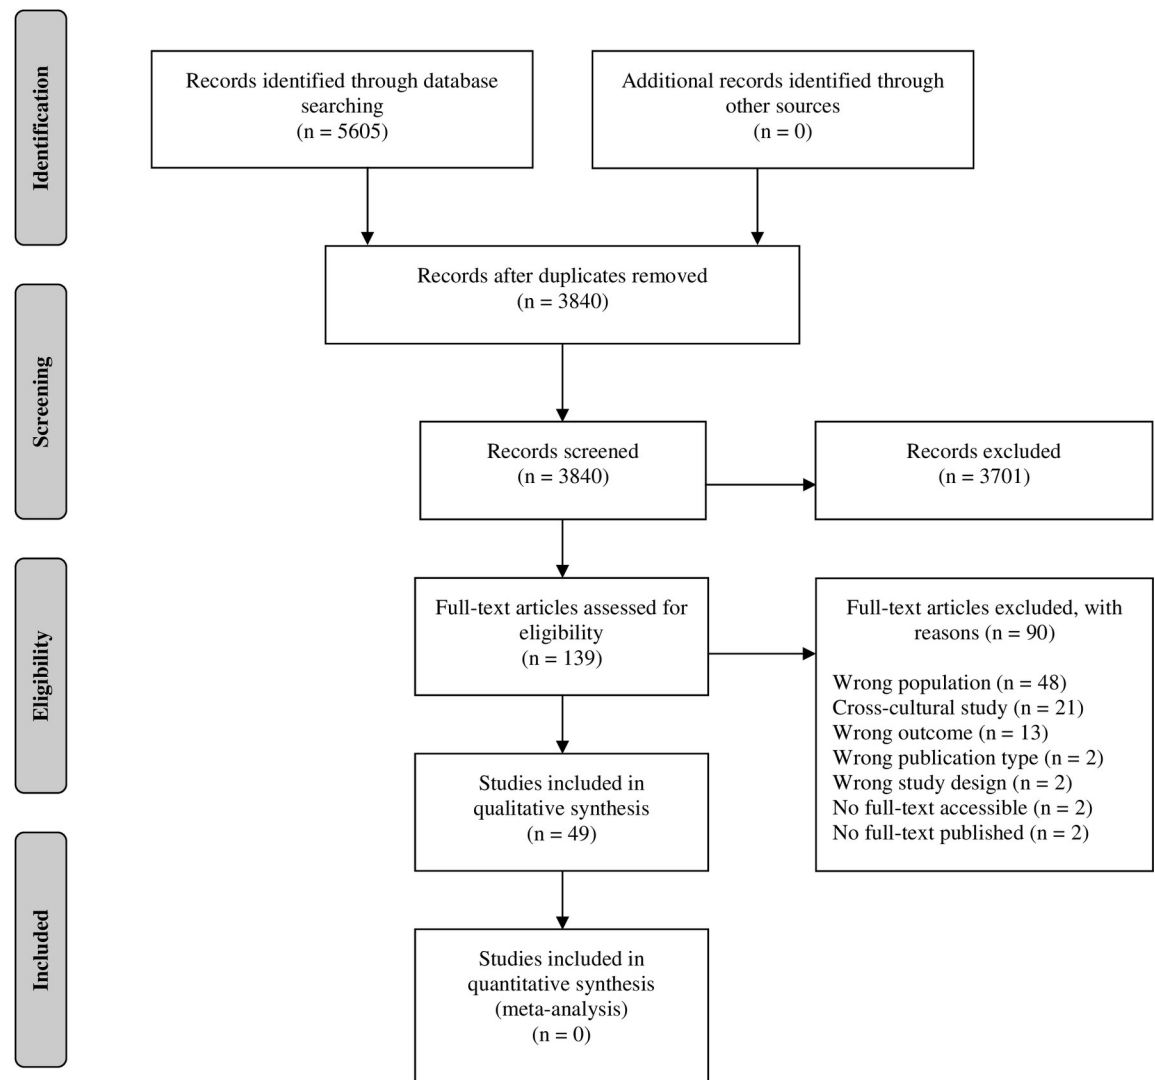 Identification
Records identified through database
searching
(n = 5605)
Additional records identified through
other sources
(n = 0)
Records after duplicates removed
(n = 3840)
Screening
Records screened
(n = 3840)
Records excluded
(n = 3701)
Eligibility
Full-text articles assessed for
eligibility
(n = 139)
Full-text articles excluded, with
reasons (n = 90)
Wrong population (n = 48)
Cross-cultural study (n = 21)
Wrong outcome (n = 13)
Wrong publication type (n = 2)
Wrong study design (n = 2)
No full-text accessible (n = 2)
No full-text published (n = 2)
Studies included in
qualitative synthesis
(n = 49)
Included
Studies included in
quantitative synthesis
(meta-analysis)
(n = 0)